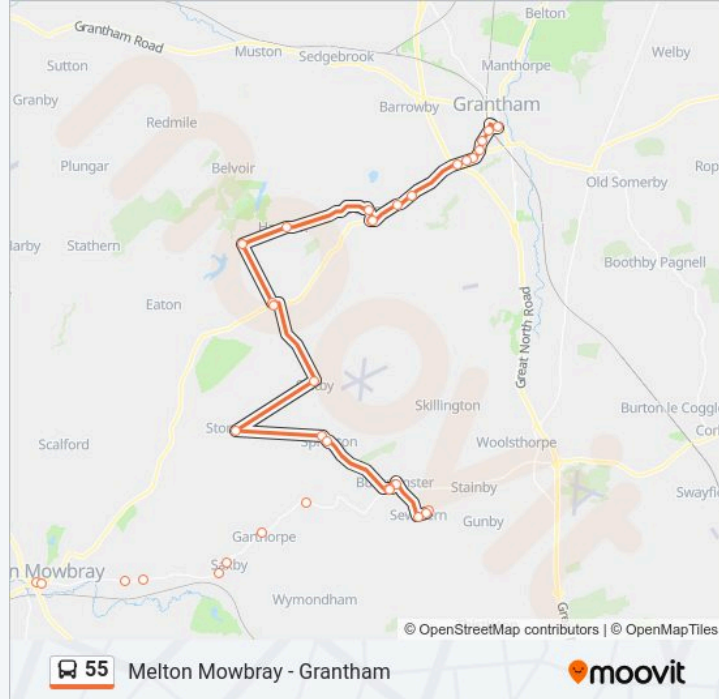 Belton
Grantham Road
Muston
Sedgebrook
Welby
Sutton
Manthorpe
Granby
Barrowby
Grantham
Redmile
Plungar
Belvoir
Old Somerby
Stathern
Boothby Pagnell
Eaton
Great North Road
Skillington
Burton le Coggle
Scalford
Woolsthorpe
Stainby
Swayfi
Gunby
Garthorpe
n Mowbray
Wymondham
© OpenStreetMap contributors | © OpenMapTiles
55 Melton Mowbray - Grantham
moovit